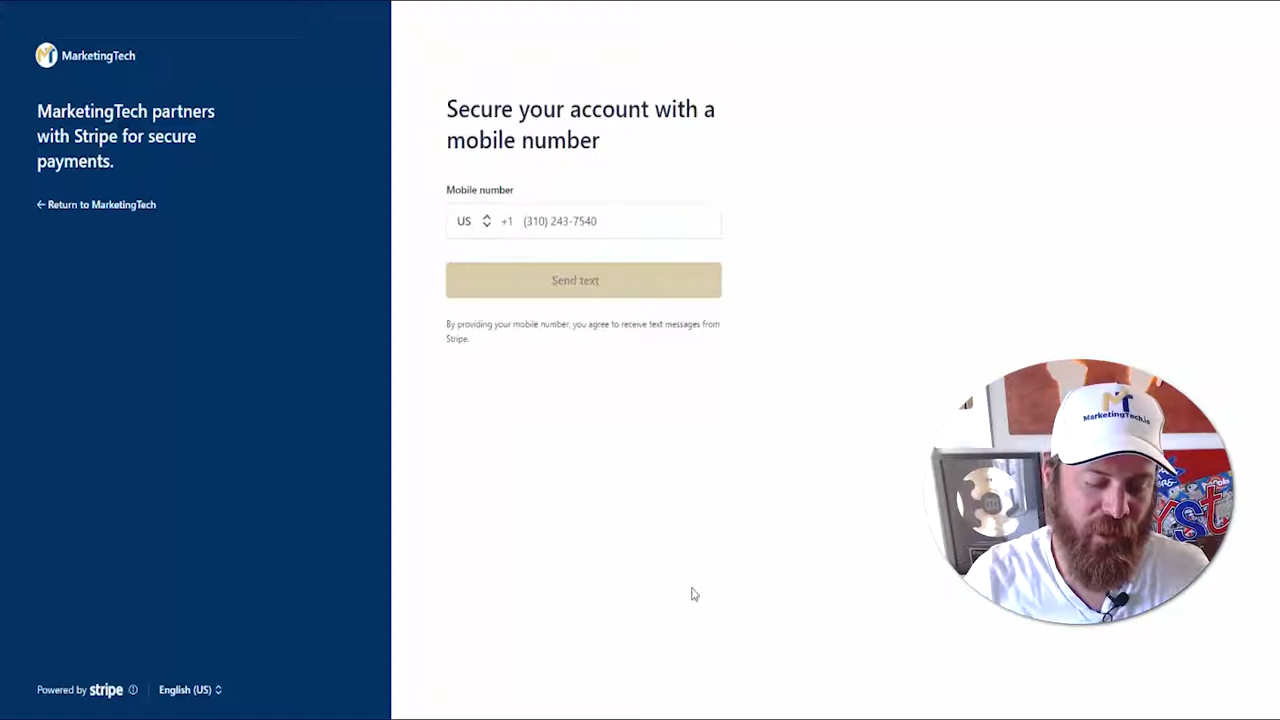 MarketingTech
MarketingTech partners
with Stripe for secure
payments.
← Return to MarketingTech
Powered by stripe
English (US)
Secure your account with a
mobile number
Mobile number
US +1 (310) 243-7540
Send text
By providing your mobile number, you agree to receive text messages from
Stripe.
MarketingTech.io
yst